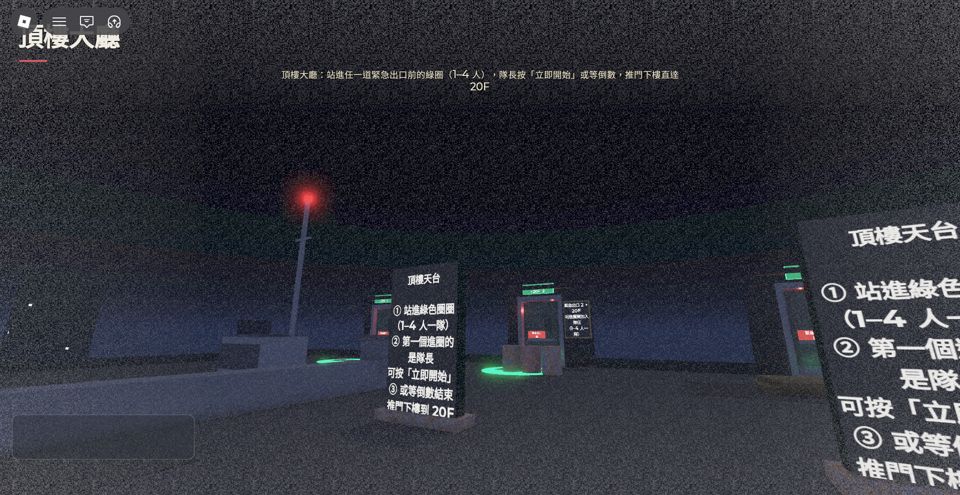 頂樓大廳
頂樓大廳：站進任一道緊急出口前的綠圈（1–4 人），隊長按「立即開始」或等倒數，推門下樓直達
20F
頂樓天台
① 站進綠色圈圈
（1–4 人一隊）
② 第一個進圈的
是隊長
可按「立即開始」
③ 或等倒數結束
推門下樓到 20F
緊急出口 2
20F
頂樓天台
① 站進綠色
（1–4 人一
② 第一個
是隊
可按「立
③ 或等
推門下樓